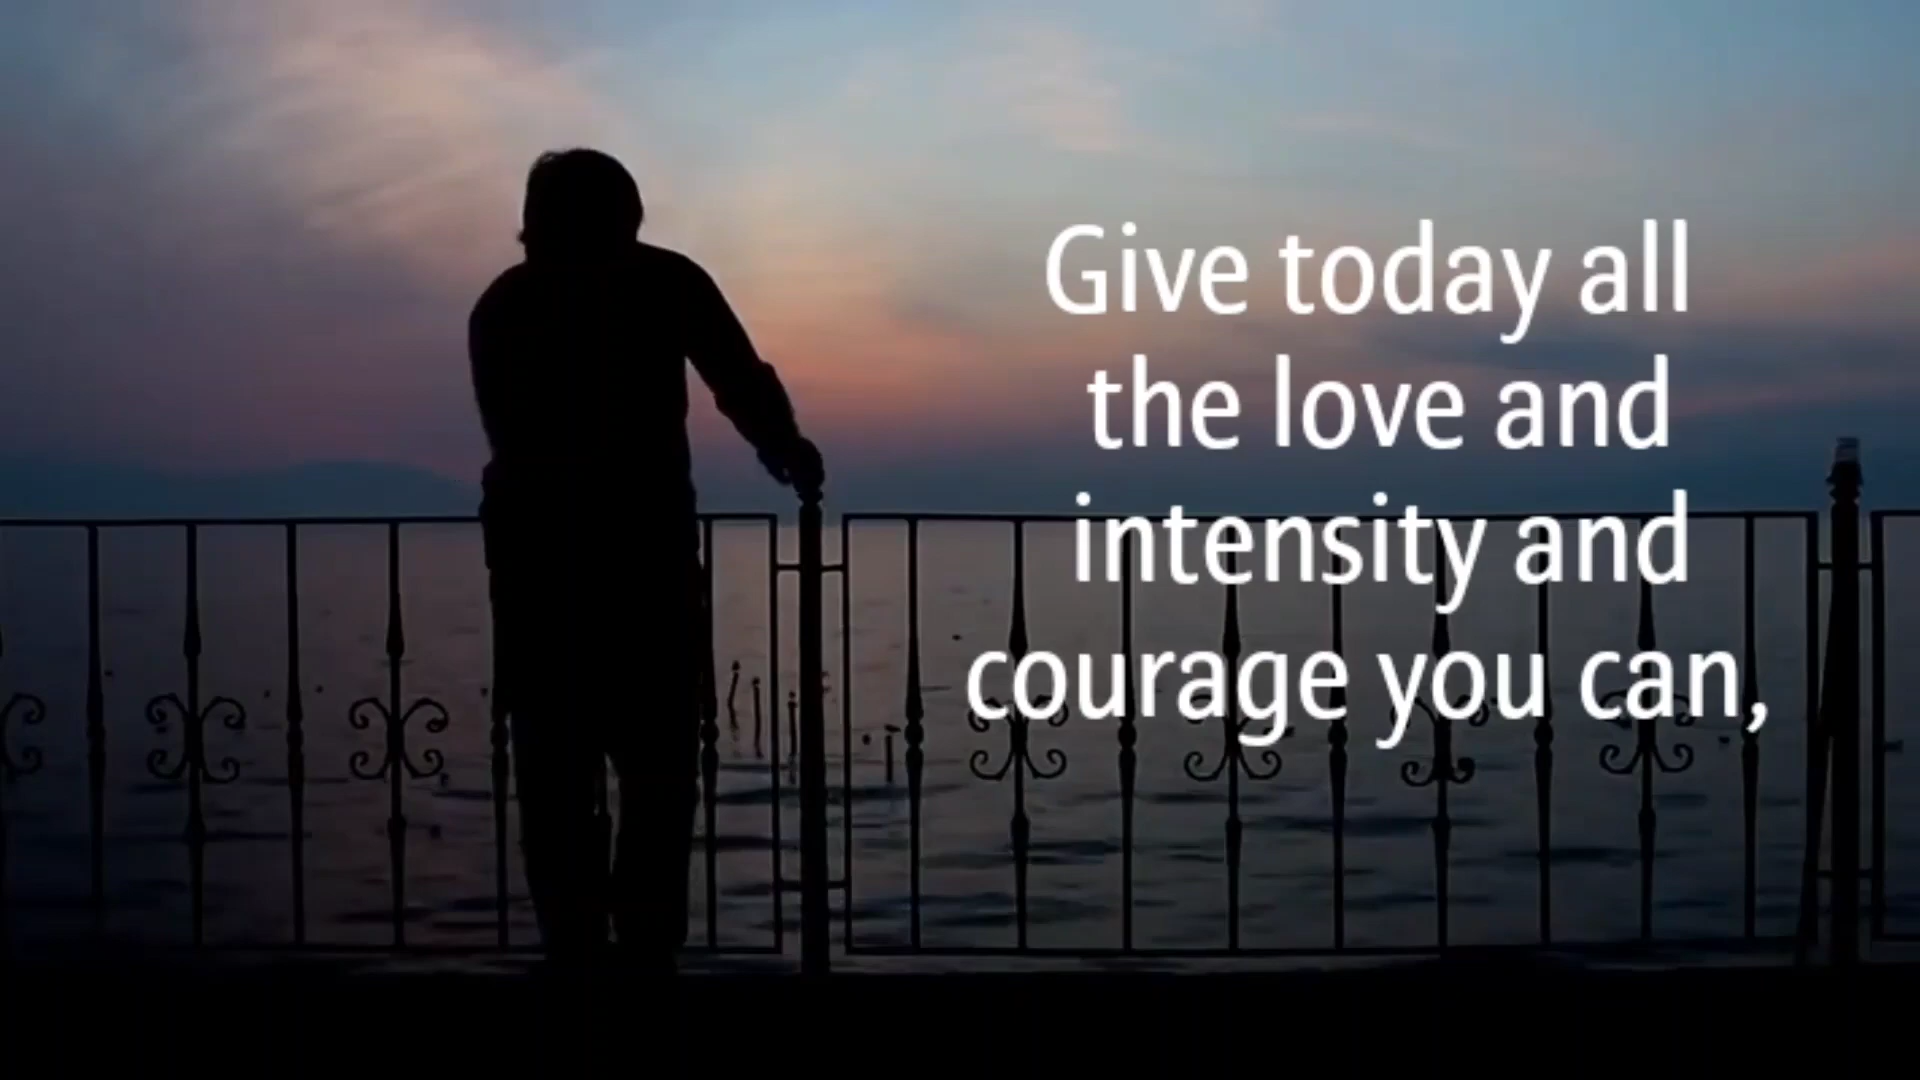 Give today all
the love and
intensity and
courage you can,